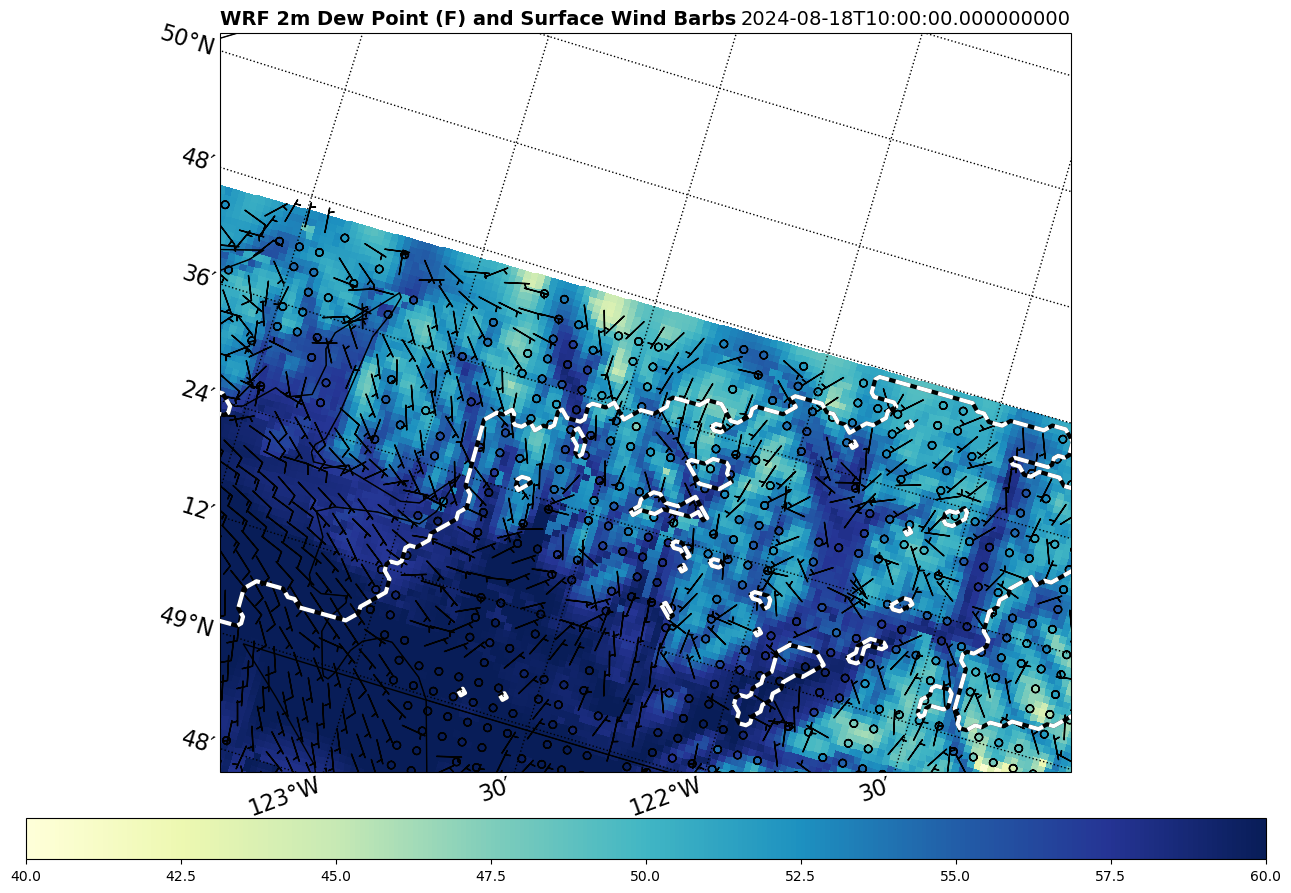 WRF 2m Dew Point (F) and Surface Wind Barbs 2024-08-18T10:00:00.000000000
50°N
48′
36′
24′
12′
49°N
48′
123°W 30′ 122°W 30′
40.0 42.5 45.0 47.5 50.0 52.5 55.0 57.5 60.0